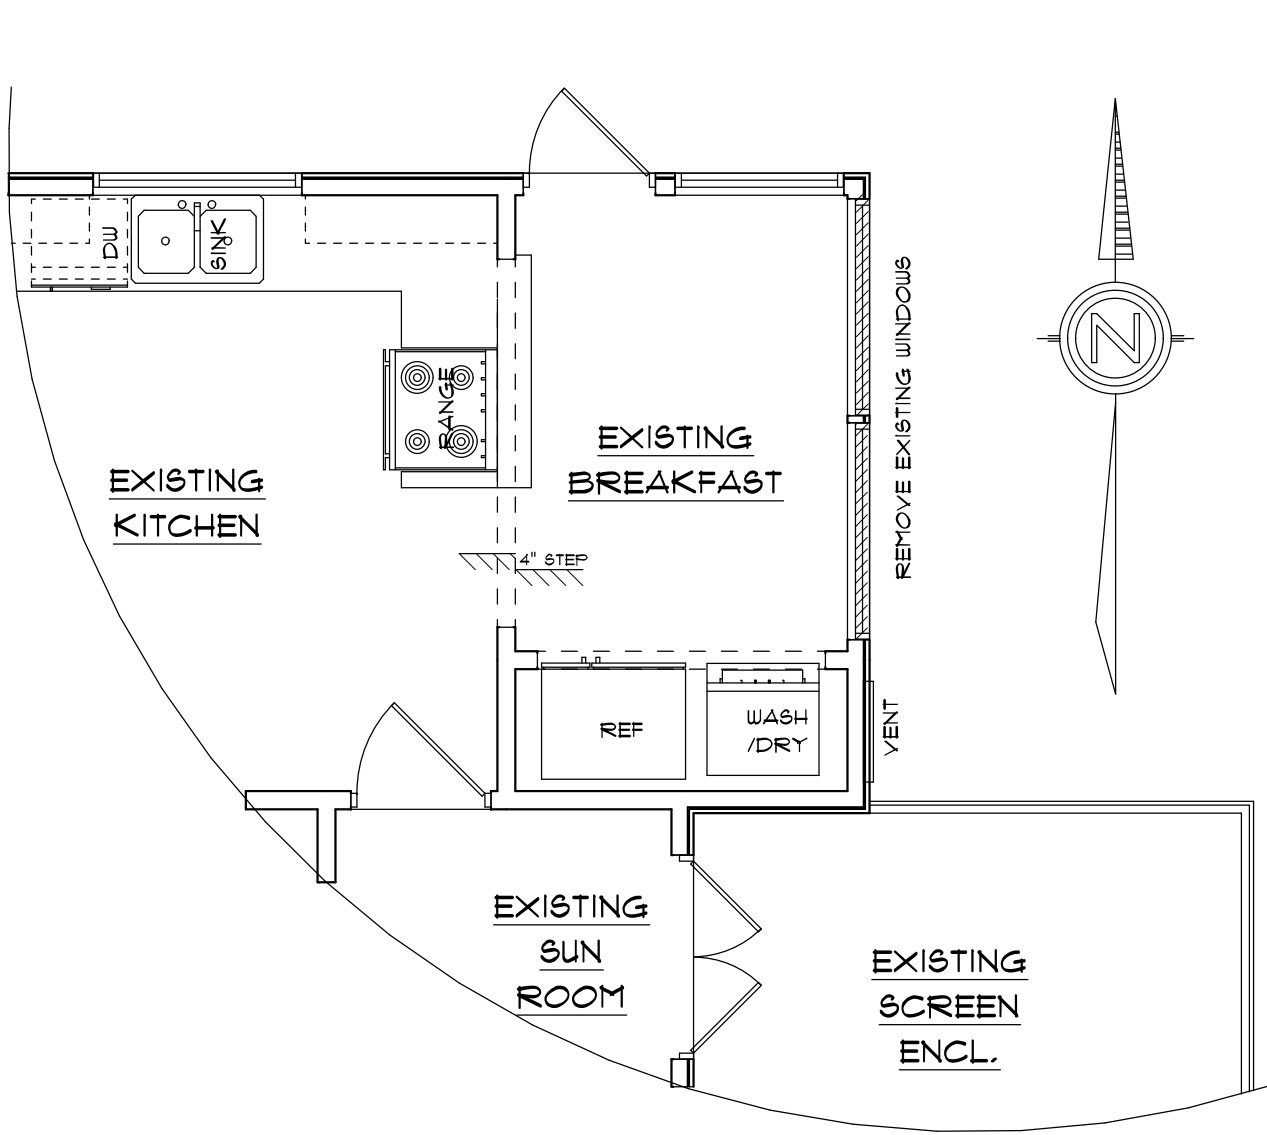 DW
SINK
N
RANGE
REMOVE EXISTING WINDOWS
EXISTING
BREAKFAST
EXISTING
KITCHEN
4" STEP
REF
WASH
/DRY
VENT
EXISTING
SUN
ROOM
EXISTING
SCREEN
ENCL.